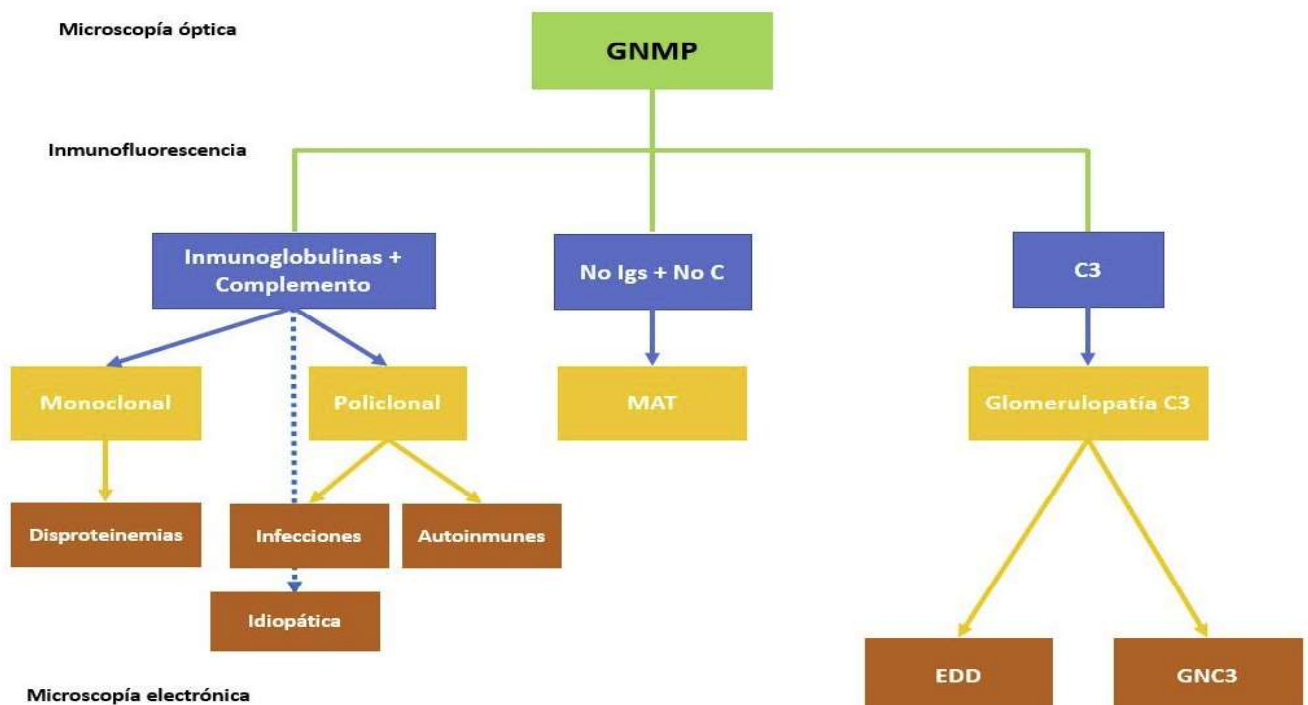 Microscopía óptica
GNMP
Inmunofluorescencia
Inmunoglobulinas +
Complemento
No Igs + No C
C3
Monoclonal
Policlonal
MAT
Glomerulopatía C3
Disproteinemias
Infecciones
Autoinmunes
Idiopática
EDD
GNC3
Microscopía electrónica